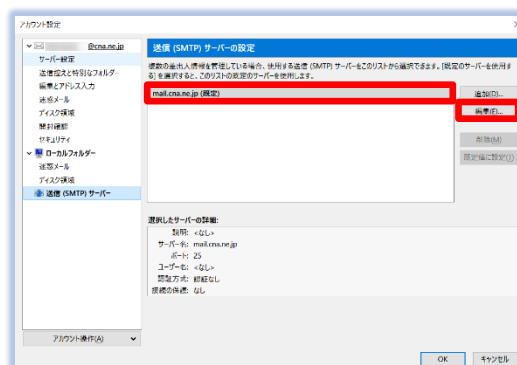 アカウント設定
@cna.ne.jp
サーバー設定
送信控えと特別なフォルダー
編集とアドレス入力
迷惑メール
ディスク領域
開封確認
セキュリティ
ローカルフォルダー
迷惑メール
ディスク領域
送信 (SMTP) サーバー
アカウント操作(A)
送信 (SMTP) サーバーの設定
複数の差出人情報を管理している場合、使用する送信 (SMTP) サーバーをこのリストから選択できます。[既定のサーバーを使用す
る] を選択すると、このリストの既定のサーバーを使用します。
mail.cna.ne.jp (既定)
追加(D)...
編集(E)...
削除(M)
既定値に設定(T)
選択したサーバーの詳細:
説明: <なし>
サーバー名: mail.cna.ne.jp
ポート: 25
ユーザー名: <なし>
認証方式: 認証なし
接続の保護: なし
OK
キャンセル